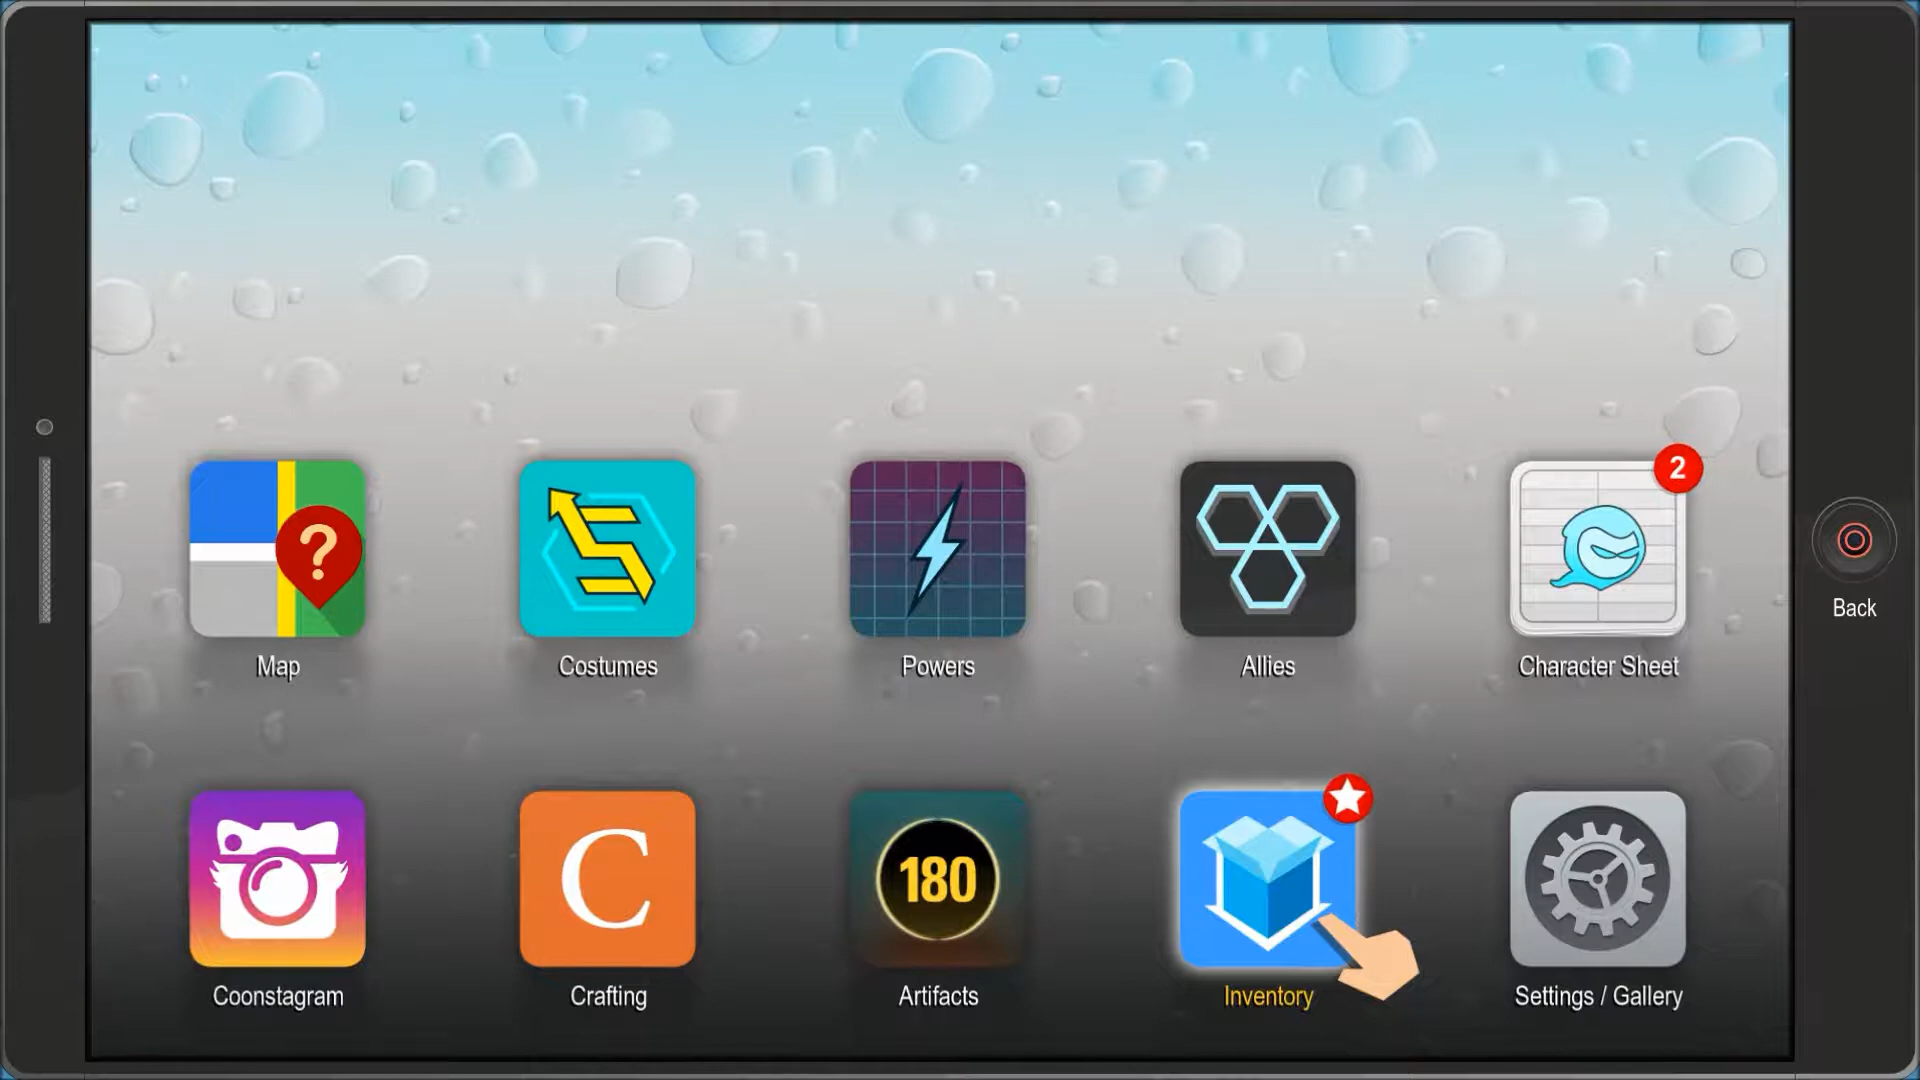 2
?
Map
Costumes
Powers
Allies
Character Sheet
Back
C
180
Coonstagram
Crafting
Artifacts
Inventory
Settings / Gallery